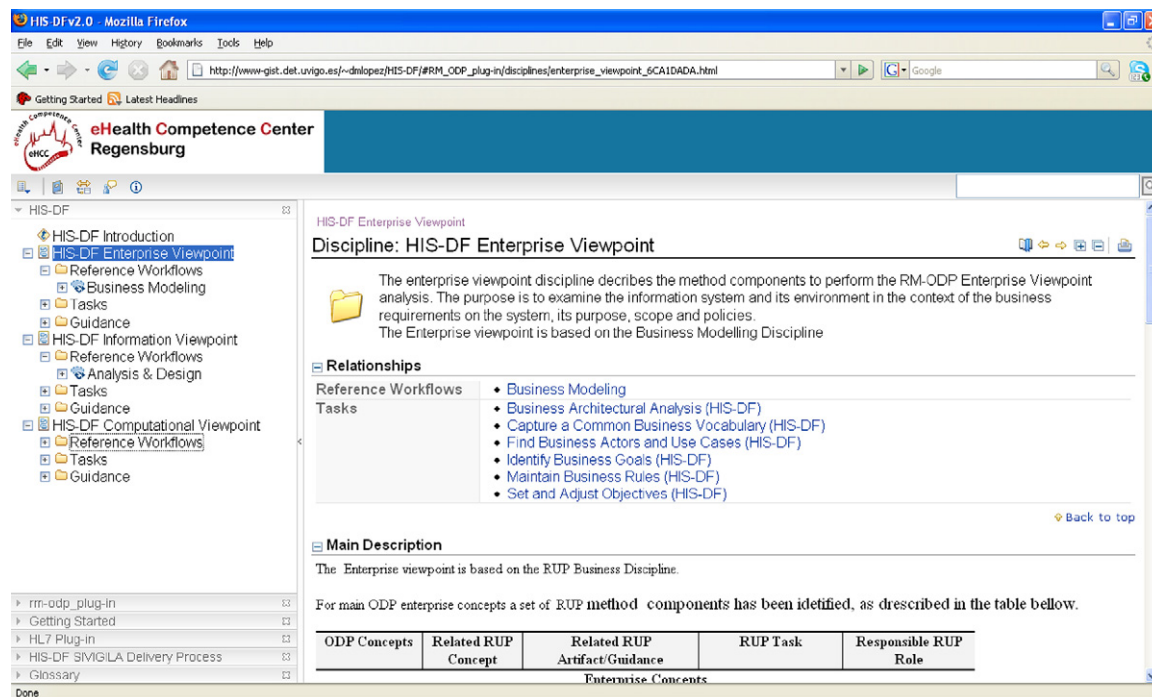 HIS-DFv2.0 - Mozilla Firefox
File Edit View History Bookmarks Tools Help
http://www-gist.det.uvigo.es/~dmlopez/HIS-DF/#RM_ODP_plug-in/disciplines/enterprise_viewpoint_6CA1DADA.html
Google
Getting Started Latest Headlines
eHealth Competence Center
Regensburg
eHCC
HIS-DF
HIS-DF Introduction
HIS-DF Enterprise Viewpoint
Reference Workflows
Business Modeling
Tasks
Guidance
HIS-DF Information Viewpoint
Reference Workflows
Analysis & Design
Tasks
Guidance
HIS-DF Computational Viewpoint
Reference Workflows
Tasks
Guidance
rm-odp_plug-in
Getting Started
HL7 Plug-in
HIS-DF SIVIGILA Delivery Process
Glossary
HIS-DF Enterprise Viewpoint
Discipline: HIS-DF Enterprise Viewpoint
The enterprise viewpoint discipline decribes the method components to perform the RM-ODP Enterprise Viewpoint
analysis. The purpose is to examine the information system and its environment in the context of the business
requirements on the system, its purpose, scope and policies.
The Enterprise viewpoint is based on the Business Modelling Discipline
Relationships
Reference Workflows • Business Modeling
Tasks • Business Architectural Analysis (HIS-DF)
• Capture a Common Business Vocabulary (HIS-DF)
• Find Business Actors and Use Cases (HIS-DF)
• Identify Business Goals (HIS-DF)
• Maintain Business Rules (HIS-DF)
• Set and Adjust Objectives (HIS-DF)
Back to top
Main Description
The Enterprise viewpoint is based on the RUP Business Discipline.
For main ODP enterprise concepts a set of RUP method components has been idetified, as drescribed in the table bellow.
ODP Concepts Related RUP Concept Related RUP Artifact/Guidance RUP Task Responsible RUP Role
Enterprise Concepts
Done